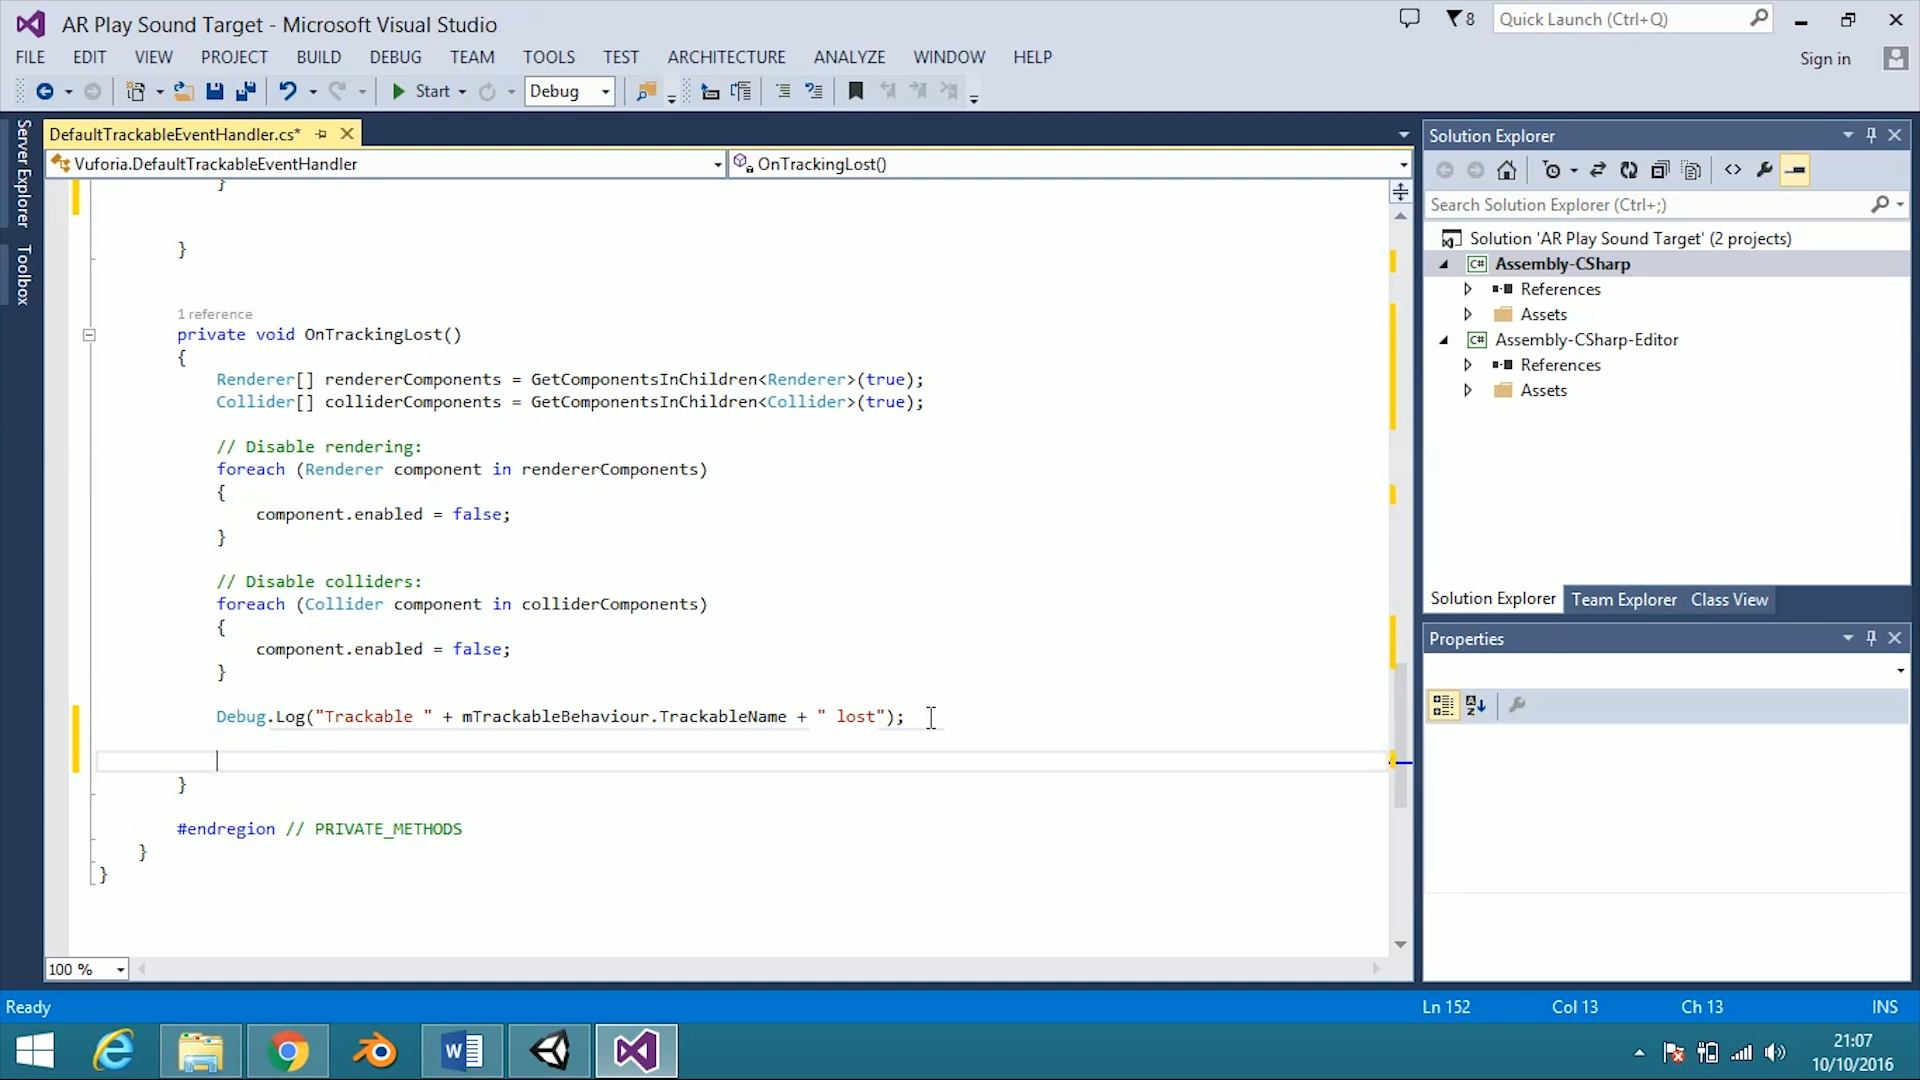 AR Play Sound Target - Microsoft Visual Studio
8
Quick Launch (Ctrl+Q)
FILE EDIT VIEW PROJECT BUILD DEBUG TEAM TOOLS TEST ARCHITECTURE ANALYZE WINDOW HELP
Sign in
Start
Debug
Server Explorer
Toolbox
DefaultTrackableEventHandler.cs*
Vuforia.DefaultTrackableEventHandler
OnTrackingLost()
}
}
1 reference
private void OnTrackingLost()
{
Renderer[] rendererComponents = GetComponentsInChildren<Renderer>(true);
Collider[] colliderComponents = GetComponentsInChildren<Collider>(true);
// Disable rendering:
foreach (Renderer component in rendererComponents)
{
component.enabled = false;
}
// Disable colliders:
foreach (Collider component in colliderComponents)
{
component.enabled = false;
}
Debug.Log("Trackable " + mTrackableBehaviour.TrackableName + " lost");
}
#endregion // PRIVATE_METHODS
}
}
100 %
Solution Explorer
Search Solution Explorer (Ctrl+;)
Solution 'AR Play Sound Target' (2 projects)
C# Assembly-CSharp
References
Assets
C# Assembly-CSharp-Editor
References
Assets
Solution Explorer Team Explorer Class View
Properties
Ready
Ln 152 Col 13 Ch 13 INS
21:07
10/10/2016